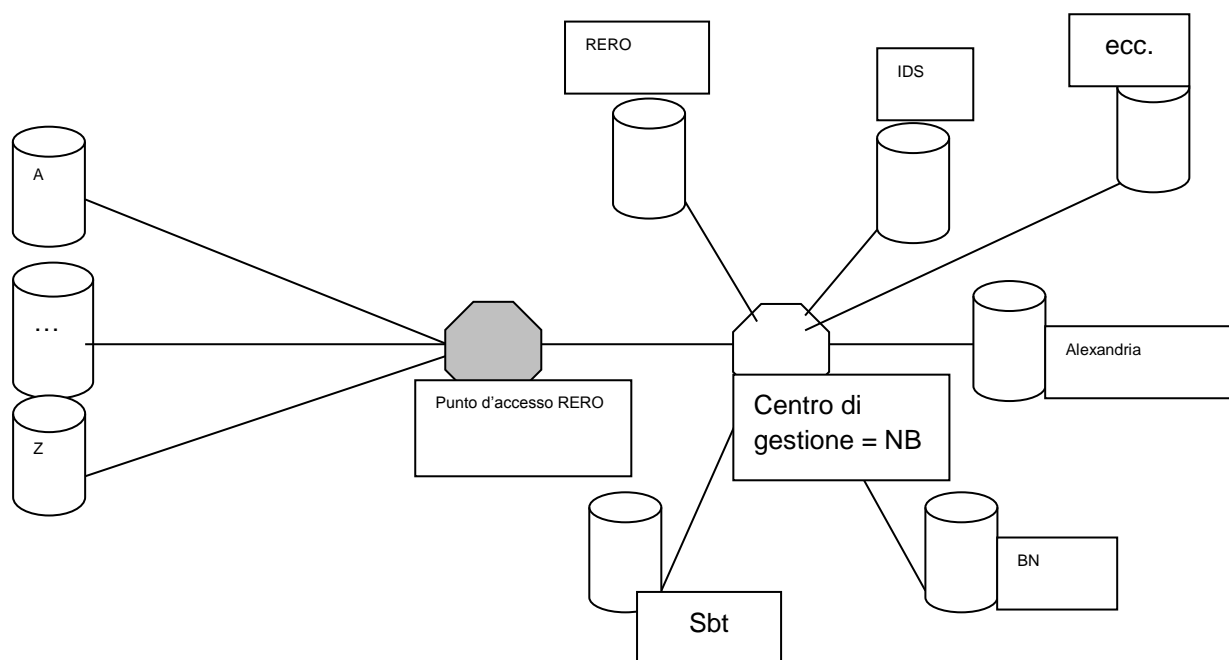 RERO
IDS
ecc.
A
…
Z
Punto d’accesso RERO
Alexandria
Centro di
gestione = NB
BN
Sbt